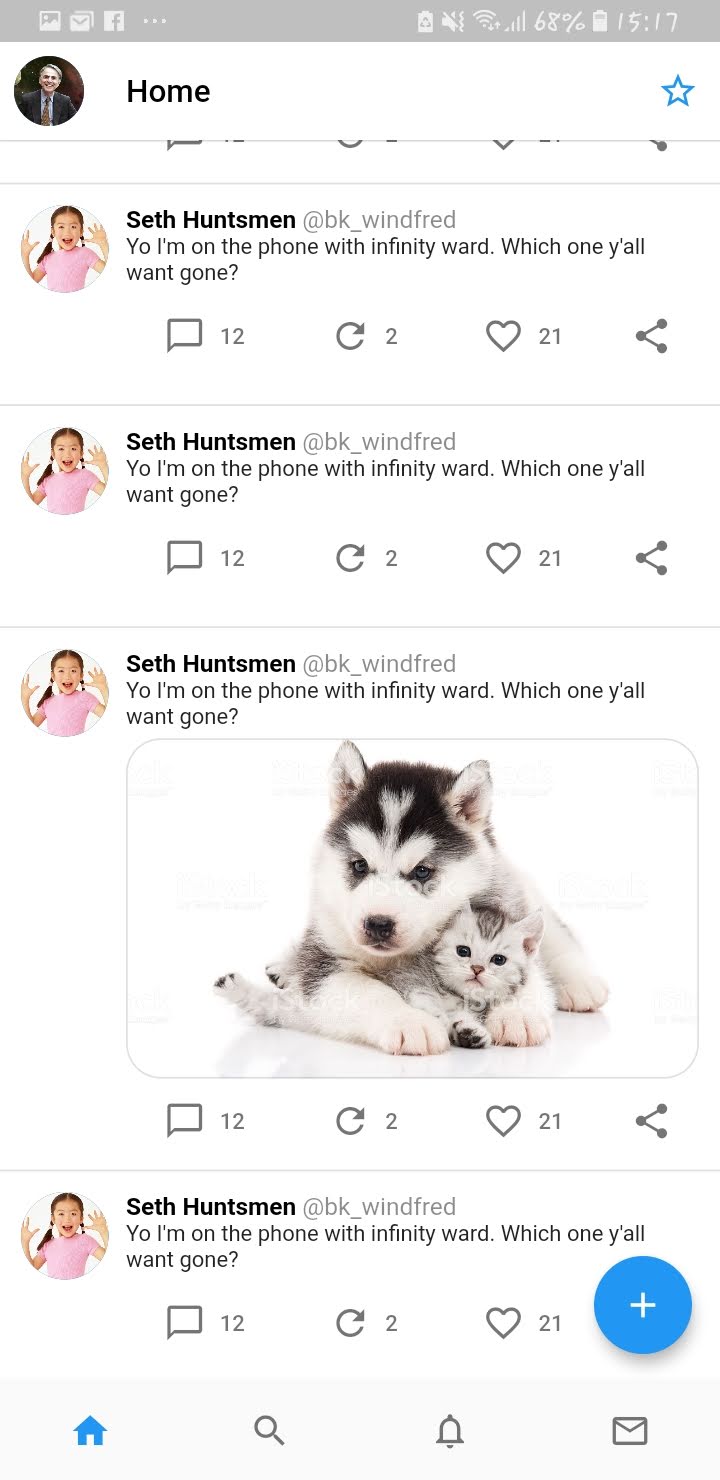 68% 15:17
Home
Seth Huntsmen @bk_windfred
Yo I'm on the phone with infinity ward. Which one y'all
want gone?
12 2 21
Seth Huntsmen @bk_windfred
Yo I'm on the phone with infinity ward. Which one y'all
want gone?
12 2 21
Seth Huntsmen @bk_windfred
Yo I'm on the phone with infinity ward. Which one y'all
want gone?
iStock iStock
iStock iStock iStock
iStock
12 2 21
Seth Huntsmen @bk_windfred
Yo I'm on the phone with infinity ward. Which one y'all
want gone?
12 2 21